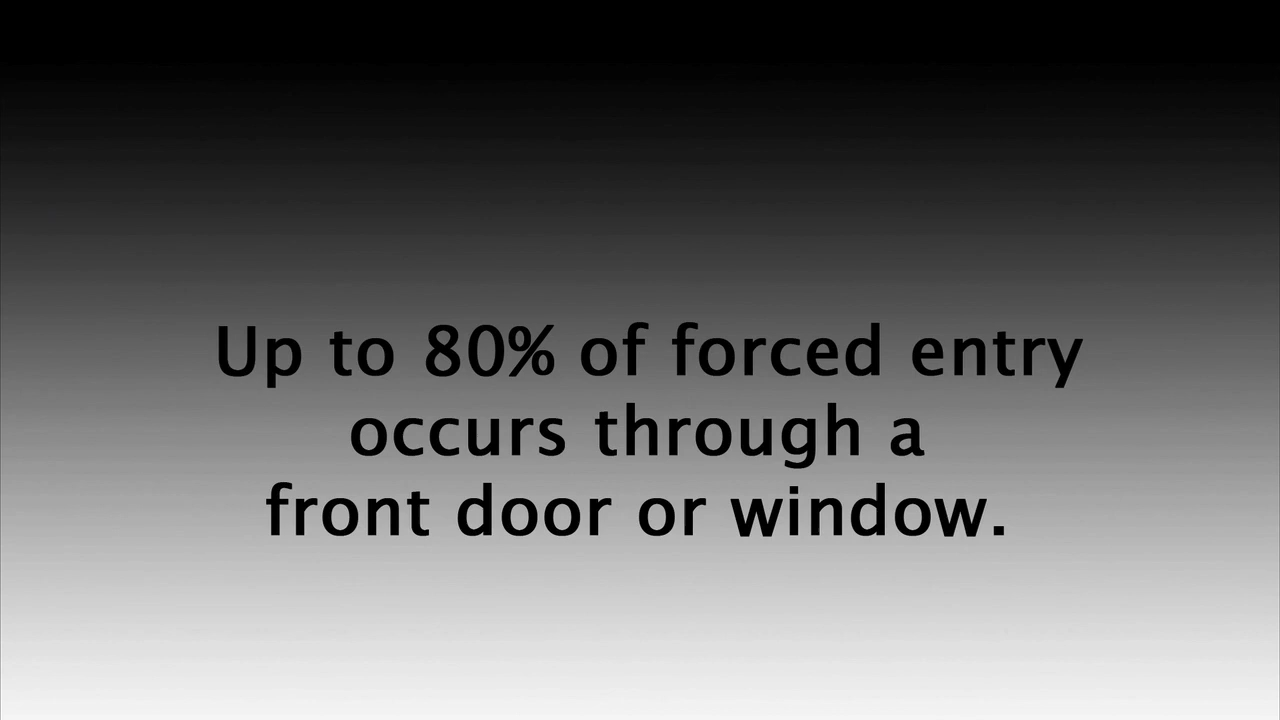 Up to 80% of forced entry
occurs through a
front door or window.